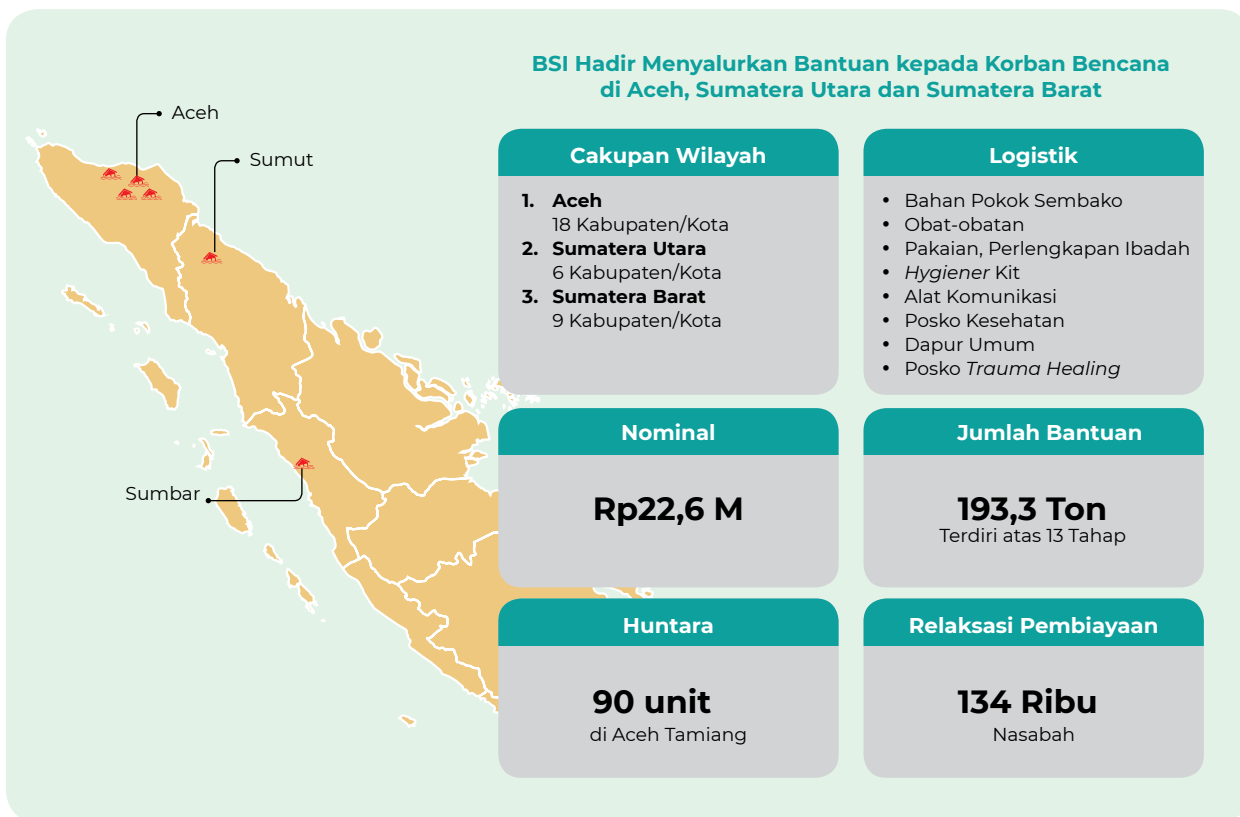 BSI Hadir Menyalurkan Bantuan kepada Korban Bencana
di Aceh, Sumatera Utara dan Sumatera Barat
Aceh
Sumut
Sumbar
Cakupan Wilayah
1. Aceh
18 Kabupaten/Kota
2. Sumatera Utara
6 Kabupaten/Kota
3. Sumatera Barat
9 Kabupaten/Kota
Logistik
• Bahan Pokok Sembako
• Obat-obatan
• Pakaian, Perlengkapan Ibadah
• Hygiener Kit
• Alat Komunikasi
• Posko Kesehatan
• Dapur Umum
• Posko Trauma Healing
Nominal
Rp22,6 M
Jumlah Bantuan
193,3 Ton
Terdiri atas 13 Tahap
Huntara
90 unit
di Aceh Tamiang
Relaksasi Pembiayaan
134 Ribu
Nasabah